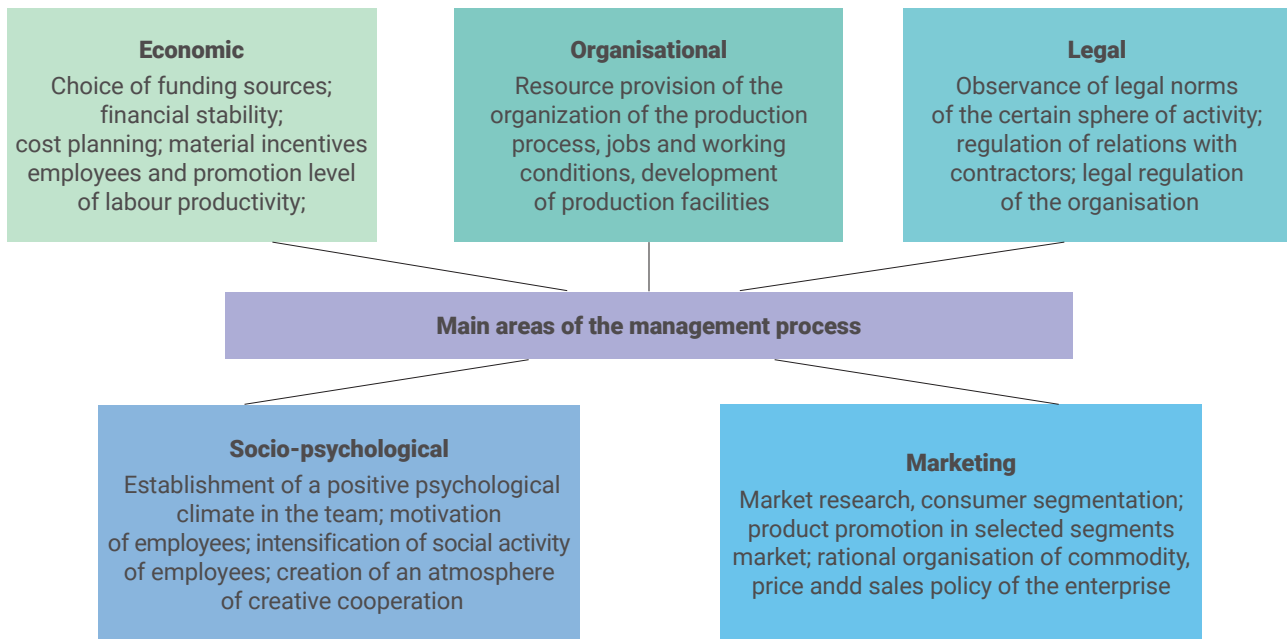 Economic
Choice of funding sources;
financial stability;
cost planning; material incentives
employees and promotion level
of labour productivity;
Organisational
Resource provision of the
organization of the production
process, jobs and working
conditions, development
of production facilities
Legal
Observance of legal norms
of the certain sphere of activity;
regulation of relations with
contractors; legal regulation
of the organisation
Main areas of the management process
Socio-psychological
Establishment of a positive psychological
climate in the team; motivation
of employees; intensification of social activity
of employees; creation of an atmosphere
of creative cooperation
Marketing
Market research, consumer segmentation;
product promotion in selected segments
market; rational organisation of commodity,
price andd sales policy of the enterprise